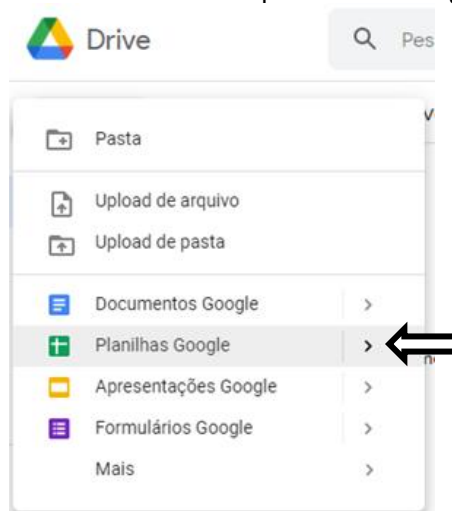 Drive
Pes
Pasta
Upload de arquivo
Upload de pasta
Documentos Google
Planilhas Google
Apresentações Google
Formulários Google
Mais